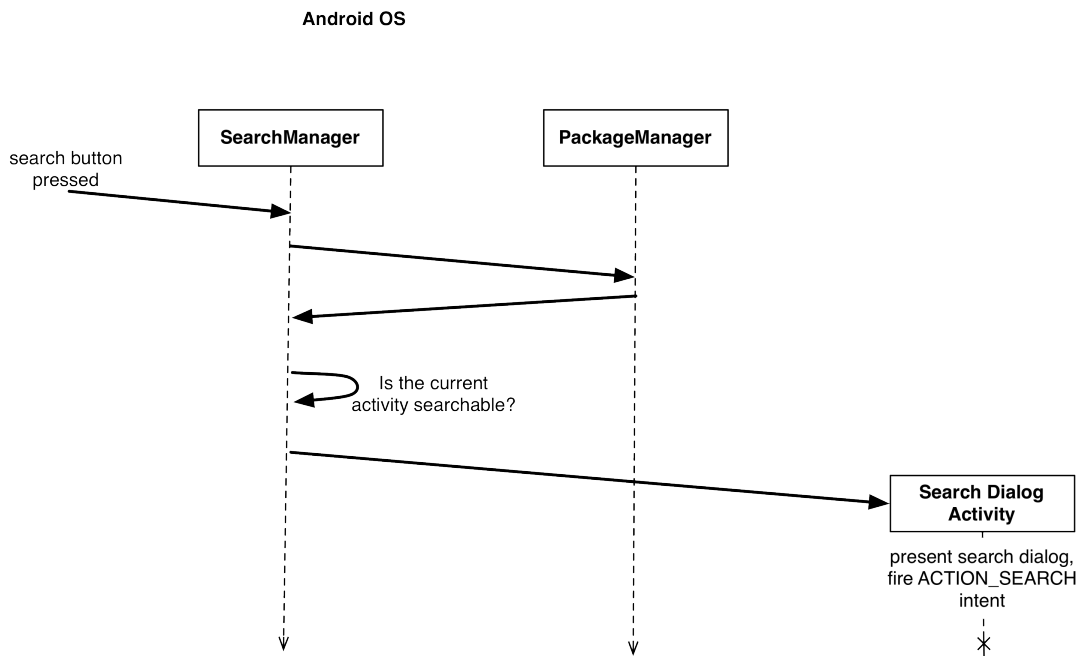 Android OS
SearchManager
PackageManager
search button
pressed
Is the current
activity searchable?
Search Dialog
Activity
present search dialog,
fire ACTION_SEARCH
intent